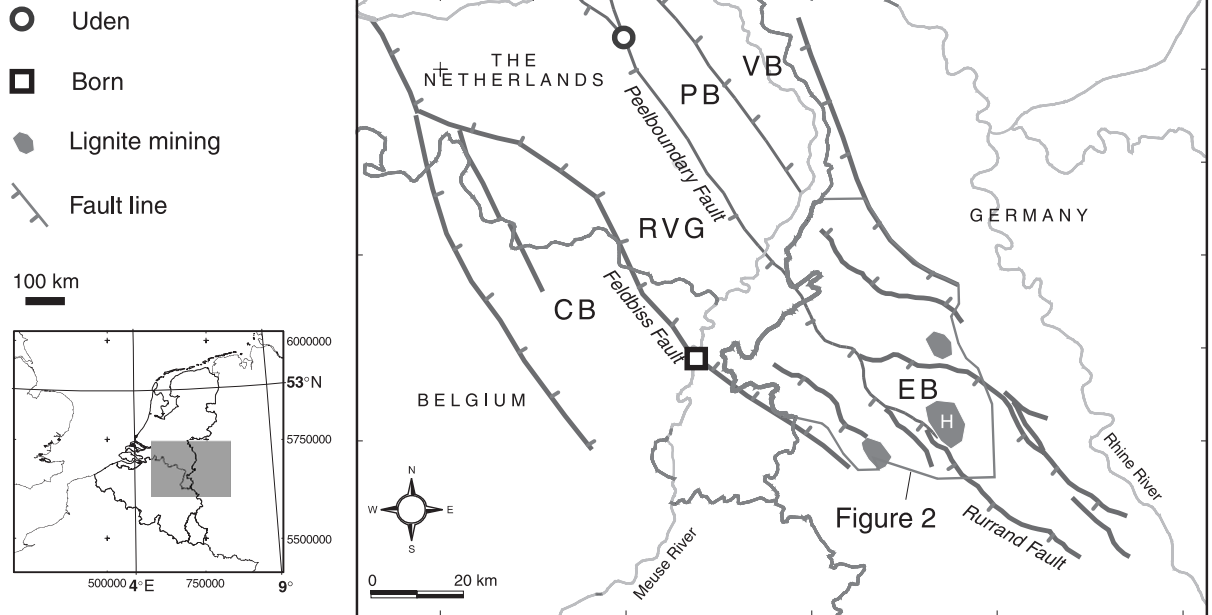 Uden
Born
Lignite mining
Fault line
100 km
6000000
53°N
5750000
5500000
500000 4°E 750000 9°
THE
NETHERLANDS
VB
PB
Peelboundary Fault
GERMANY
RVG
CB
Feldbiss Fault
BELGIUM
EB
H
Rhine River
N
W E
S
Figure 2
Rurrand Fault
Meuse River
0 20 km